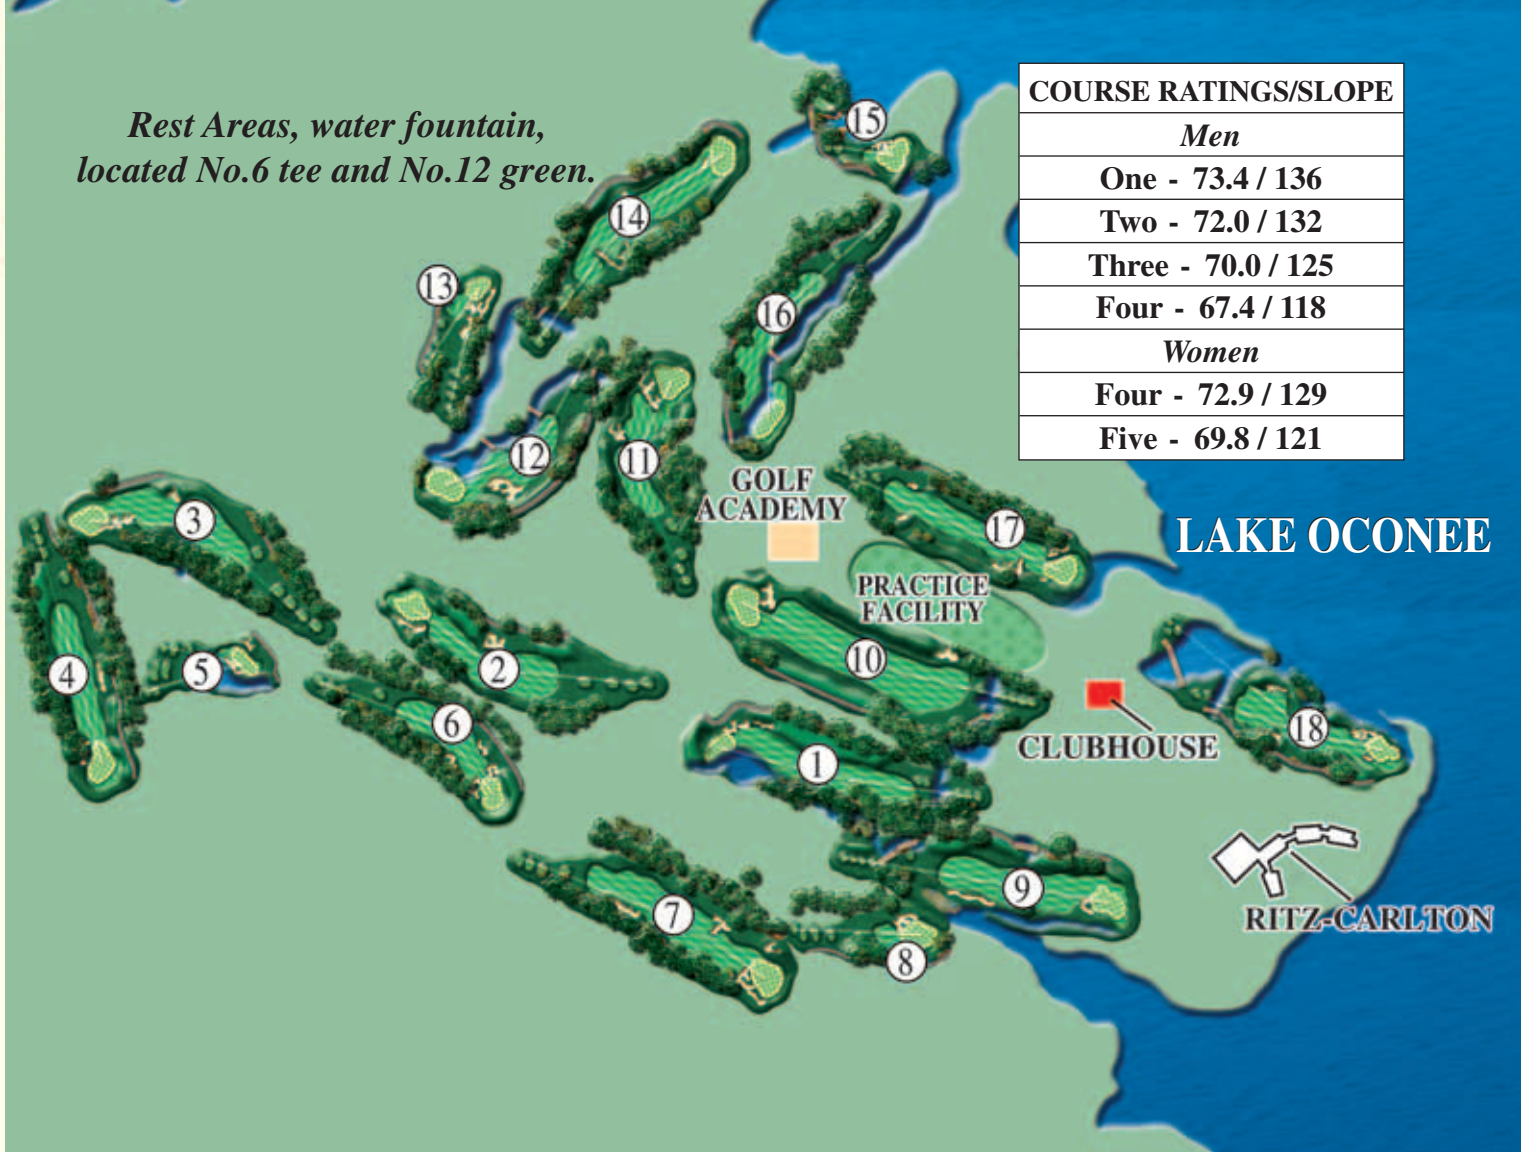 Rest Areas, water fountain,
located No.6 tee and No.12 green.
COURSE RATINGS/SLOPE
Men
One - 73.4 / 136
Two - 72.0 / 132
Three - 70.0 / 125
Four - 67.4 / 118
Women
Four - 72.9 / 129
Five - 69.8 / 121
15
14
13
16
12
11
GOLF
ACADEMY
3
17
LAKE OCONEE
PRACTICE
FACILITY
4
5
2
10
6
18
CLUBHOUSE
1
9
7
RITZ-CARLTON
8